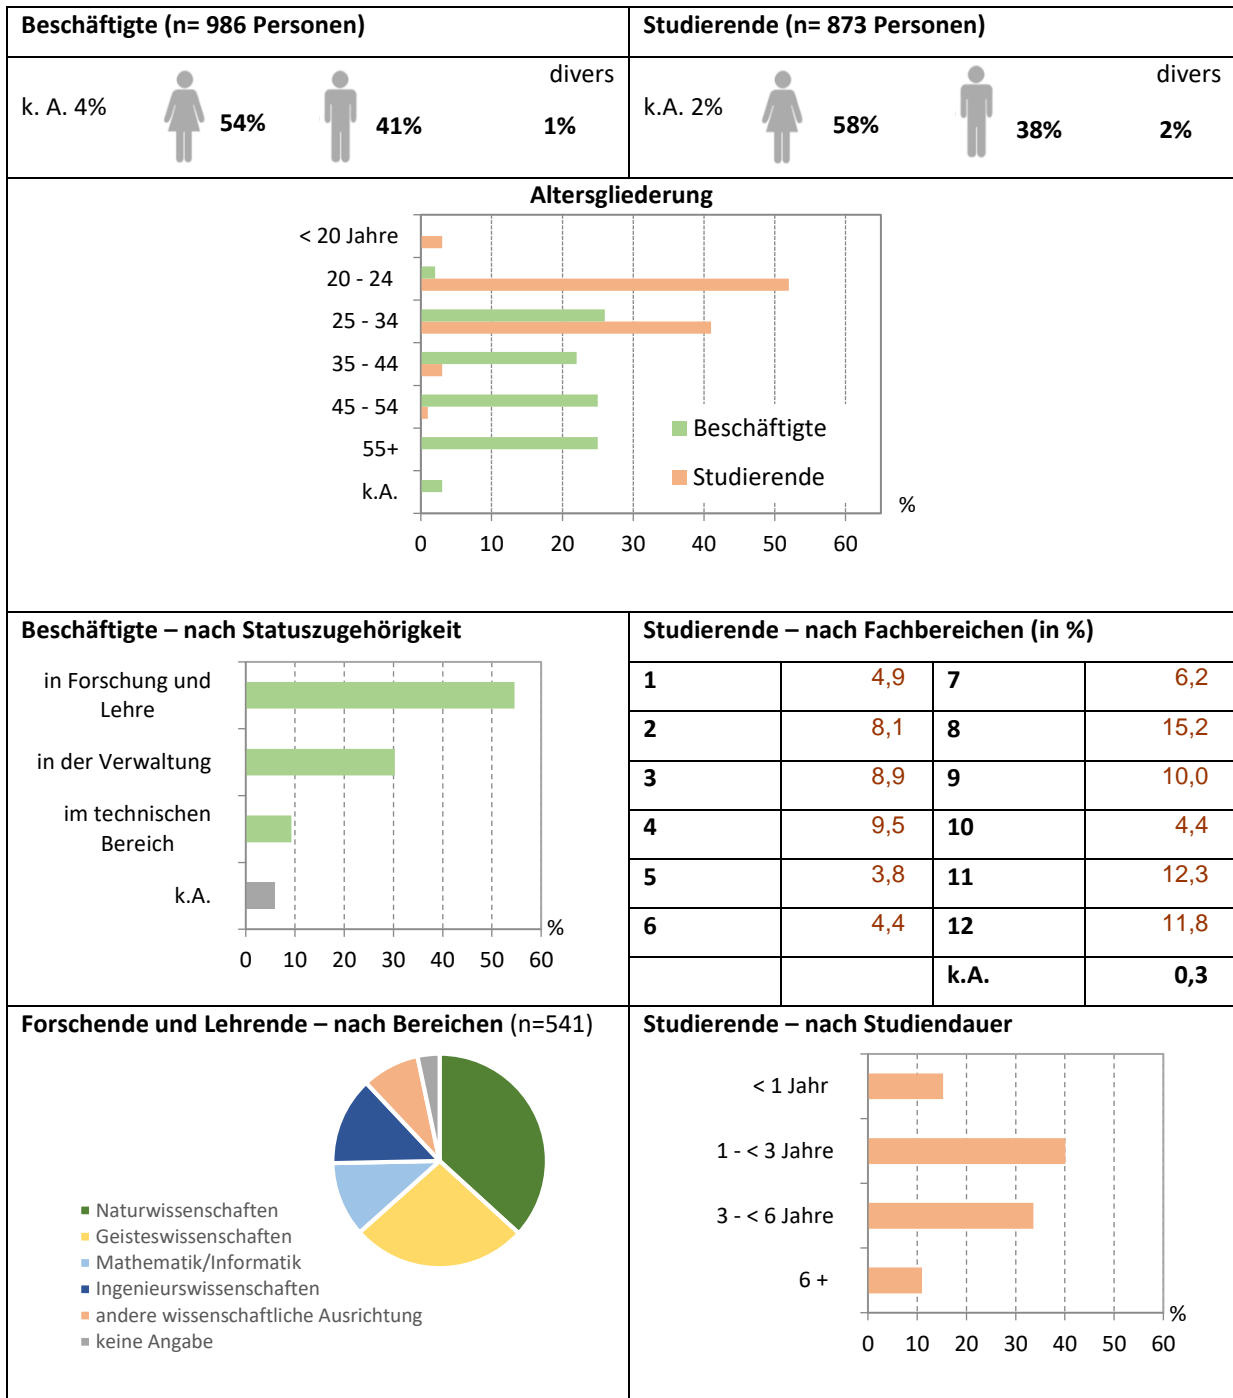 Beschäftigte (n= 986 Personen)
Studierende (n= 873 Personen)
k. A. 4%
54%
41%
divers
1%
k.A. 2%
58%
38%
divers
2%
Altersgliederung
< 20 Jahre
20 - 24
25 - 34
35 - 44
45 - 54
55+
k.A.
Beschäftigte
Studierende
%
0 10 20 30 40 50 60
Beschäftigte – nach Statuszugehörigkeit
in Forschung und
Lehre
in der Verwaltung
im technischen
Bereich
k.A.
%
0 10 20 30 40 50 60
Studierende – nach Fachbereichen (in %)
1 4,9 7 6,2
2 8,1 8 15,2
3 8,9 9 10,0
4 9,5 10 4,4
5 3,8 11 12,3
6 4,4 12 11,8
k.A. 0,3
Forschende und Lehrende – nach Bereichen (n=541)
Naturwissenschaften
Geisteswissenschaften
Mathematik/Informatik
Ingenieurswissenschaften
andere wissenschaftliche Ausrichtung
keine Angabe
Studierende – nach Studiendauer
< 1 Jahr
1 - < 3 Jahre
3 - < 6 Jahre
6 +
%
0 10 20 30 40 50 60